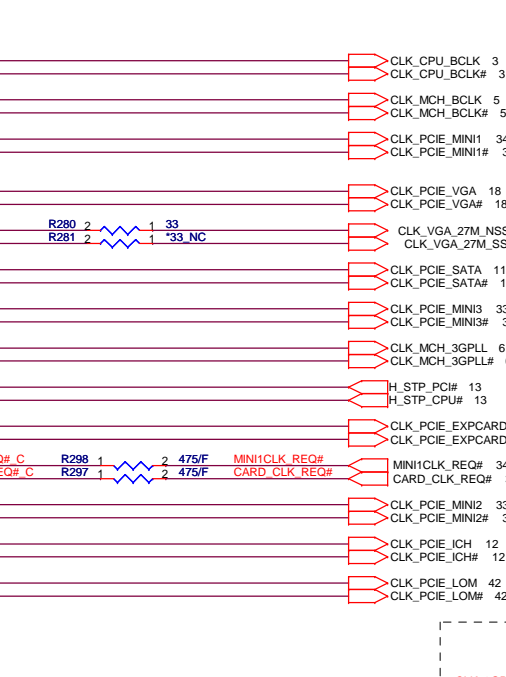 CLK_CPU_BCLK 3
CLK_CPU_BCLK# 3
CLK_MCH_BCLK 5
CLK_MCH_BCLK# 5
CLK_PCIE_MINI1 34
CLK_PCIE_MINI1# 3
CLK_PCIE_VGA 18
CLK_PCIE_VGA# 18
R280 2 1 33 CLK_VGA_27M_NSS
R281 2 1 *33_NC CLK_VGA_27M_SS
CLK_PCIE_SATA 11
CLK_PCIE_SATA# 1
CLK_PCIE_MINI3 33
CLK_PCIE_MINI3# 3
CLK_MCH_3GPLL 6
CLK_MCH_3GPLL#
H_STP_PCI# 13
H_STP_CPU# 13
CLK_PCIE_EXPCARD
CLK_PCIE_EXPCARD
Q#_C R298 1 2 475/F MINI1CLK_REQ# MINI1CLK_REQ# 34
EQ#_C R297 1 2 475/F CARD_CLK_REQ# CARD_CLK_REQ#
CLK_PCIE_MINI2 33
CLK_PCIE_MINI2# 3
CLK_PCIE_ICH 12
CLK_PCIE_ICH# 12
CLK_PCIE_LOM 42
CLK_PCIE_LOM# 42